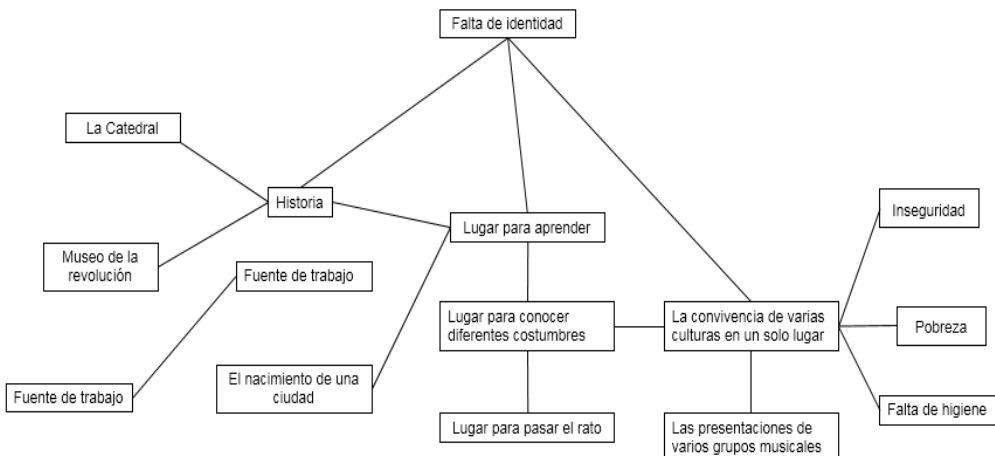 Falta de identidad
La Catedral
Historia
Inseguridad
Lugar para aprender
Museo de la
revolución
Fuente de trabajo
Lugar para conocer
diferentes costumbres
La convivencia de varias
culturas en un solo lugar
Pobreza
El nacimiento de una
ciudad
Fuente de trabajo
Falta de higiene
Lugar para pasar el rato
Las presentaciones de
varios grupos musicales